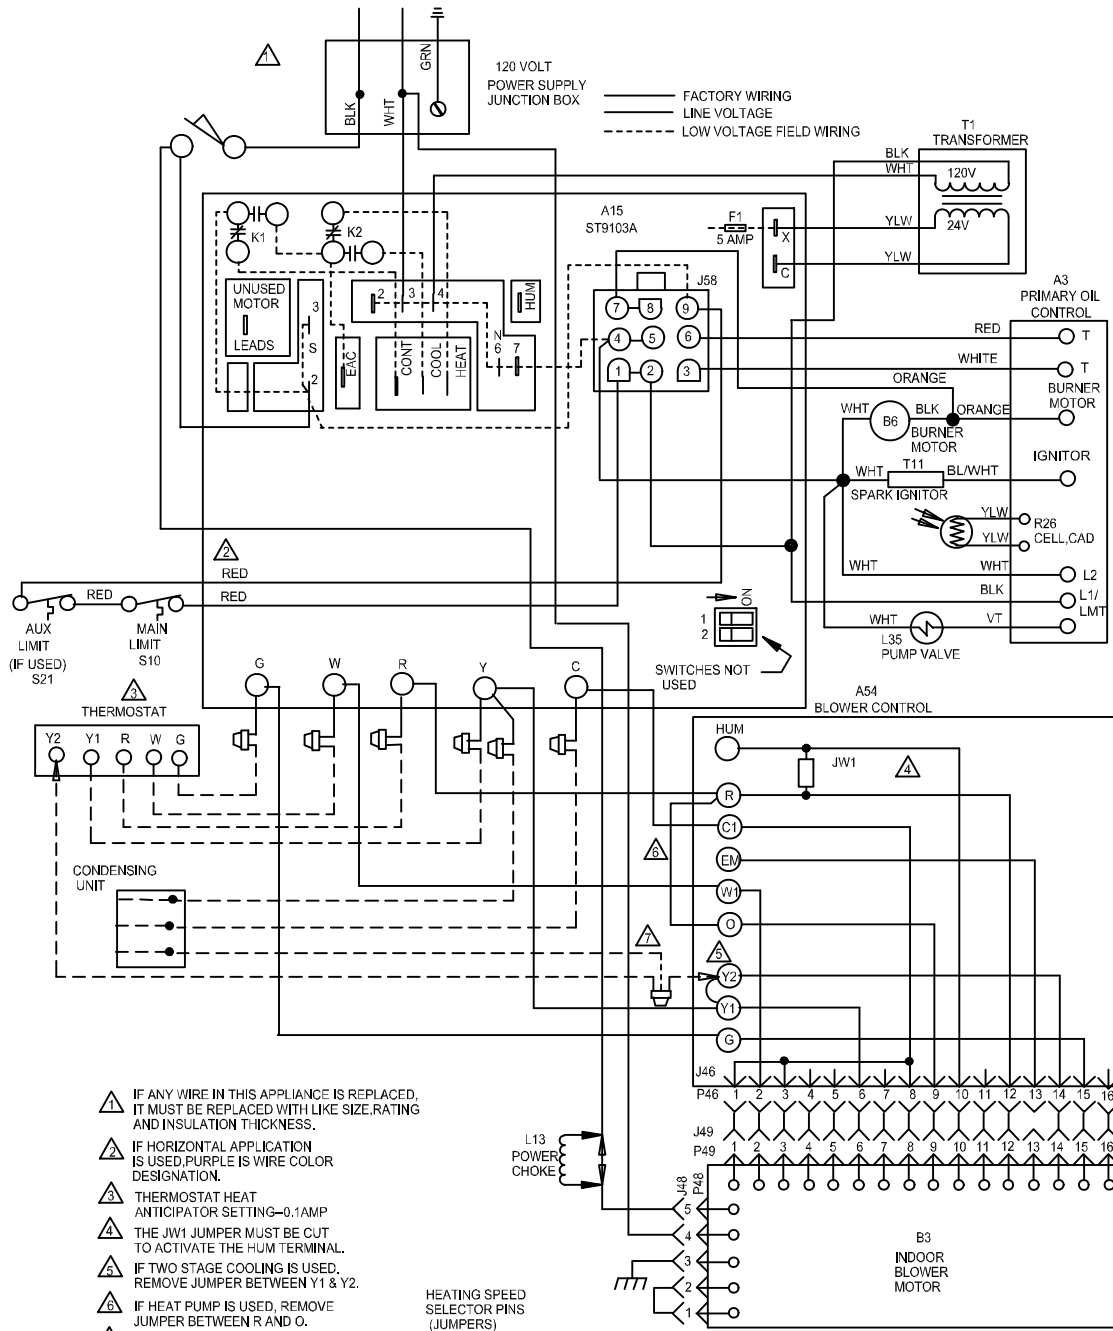 1
BLK
WHT
GRN
120 VOLT
POWER SUPPLY
JUNCTION BOX
FACTORY WIRING
LINE VOLTAGE
LOW VOLTAGE FIELD WIRING
T1
TRANSFORMER
BLK
WHT
120V
24V
YLW
YLW
A15
ST9103A
F1
5 AMP
X
C
K1
K2
UNUSED
MOTOR
LEADS
3
S
2
EAC
2
3
4
HUM
CONT
COOL
HEAT
N
6
7
J58
7
8
9
4
5
6
1
2
3
A3
PRIMARY OIL
CONTROL
RED
T
WHITE
T
ORANGE
BURNER
MOTOR
WHT
B6
BLK
ORANGE
BURNER
MOTOR
IGNITOR
WHT
T11
BL/WHT
SPARK IGNITOR
YLW
YLW
R26
CELL,CAD
WHT
WHT
L2
BLK
L1/
LMT
WHT
VT
L35
PUMP VALVE
2
RED
RED
RED
AUX
LIMIT
(IF USED)
S21
MAIN
LIMIT
S10
ON
1
2
SWITCHES NOT
USED
G
W
R
Y
C
3
THERMOSTAT
Y2
Y1
R
W
G
A54
BLOWER CONTROL
HUM
JW1
4
R
C1
6
EM
W1
O
CONDENSING
UNIT
7
5
Y2
Y1
G
J46
P46
1 2 3 4 5 6 7 8 9 10 11 12 13 14 15 16
J49
P49
1 2 3 4 5 6 7 8 9 10 11 12 13 14 15 16
L13
POWER
CHOKE
J48
P48
5
4
3
2
1
B3
INDOOR
BLOWER
MOTOR
1 IF ANY WIRE IN THIS APPLIANCE IS REPLACED,
IT MUST BE REPLACED WITH LIKE SIZE,RATING
AND INSULATION THICKNESS.
2 IF HORIZONTAL APPLICATION
IS USED,PURPLE IS WIRE COLOR
DESIGNATION.
3 THERMOSTAT HEAT
ANTICIPATOR SETTING–0.1AMP
4 THE JW1 JUMPER MUST BE CUT
TO ACTIVATE THE HUM TERMINAL.
5 IF TWO STAGE COOLING IS USED.
REMOVE JUMPER BETWEEN Y1 & Y2.
6 IF HEAT PUMP IS USED, REMOVE
JUMPER BETWEEN R AND O.
HEATING SPEED
SELECTOR PINS
(JUMPERS)